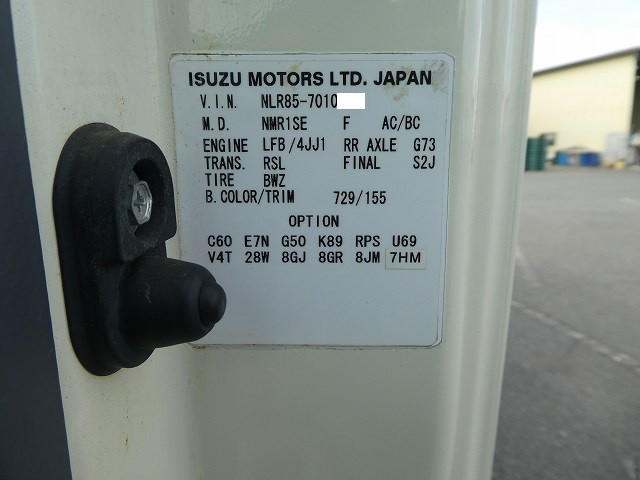 ISUZU MOTORS LTD. JAPAN
V.I.N. NLR85-7010
M.D. NMR1SE F AC/BC
ENGINE LFB/4JJ1 RR AXLE G73
TRANS. RSL FINAL S2J
TIRE BWZ
B.COLOR/TRIM 729/155
OPTION
C60 E7N G50 K89 RPS U69
V4T 28W 8GJ 8GR 8JM 7HM